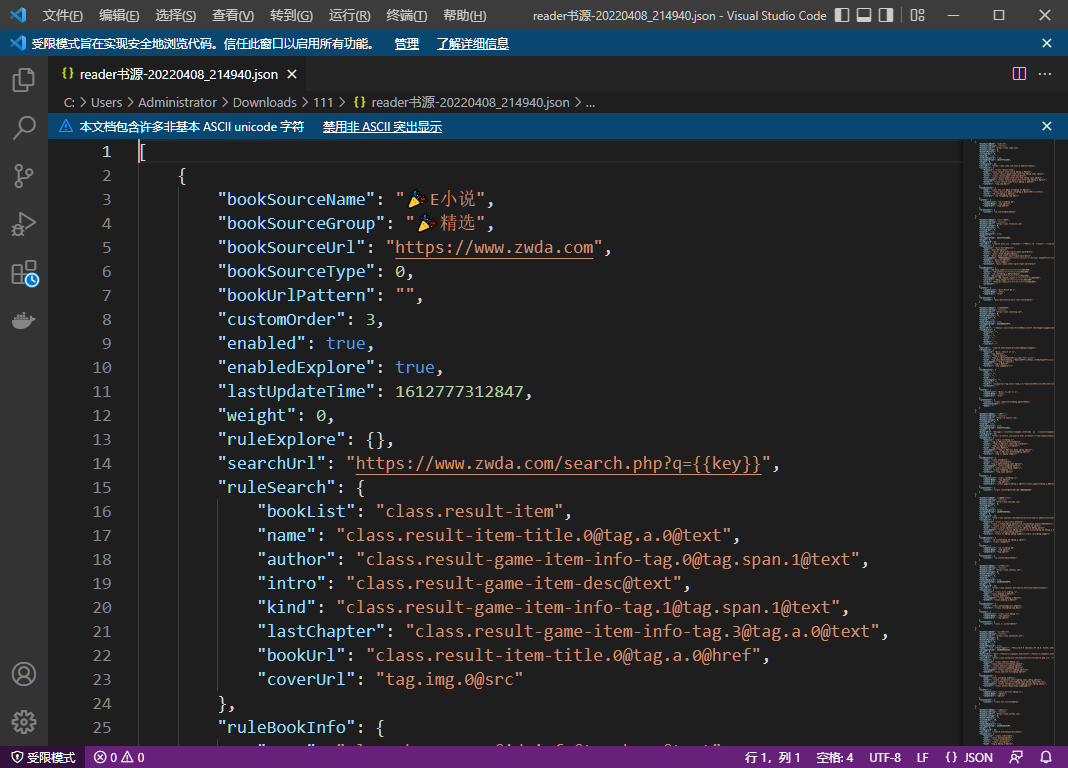 文件(F) 编辑(E) 选择(S) 查看(V) 转到(G) 运行(R) 终端(T) 帮助(H) reader书源-20220408_214940.json - Visual Studio Code
受限模式旨在实现安全地浏览代码。信任此窗口以启用所有功能。 管理 了解详细信息
{} reader书源-20220408_214940.json
C: > Users > Administrator > Downloads > 111 > {} reader书源-20220408_214940.json > ...
本文档包含许多非基本 ASCII unicode 字符 禁用非 ASCII 突出显示
1 [
2 {
3 "bookSourceName": "🎉E小说",
4 "bookSourceGroup": "🎉精选",
5 "bookSourceUrl": "https://www.zwda.com",
6 "bookSourceType": 0,
7 "bookUrlPattern": "",
8 "customOrder": 3,
9 "enabled": true,
10 "enabledExplore": true,
11 "lastUpdateTime": 1612777312847,
12 "weight": 0,
13 "ruleExplore": {},
14 "searchUrl": "https://www.zwda.com/search.php?q={{key}}",
15 "ruleSearch": {
16 "bookList": "class.result-item",
17 "name": "class.result-item-title.0@tag.a.0@text",
18 "author": "class.result-game-item-info-tag.0@tag.span.1@text",
19 "intro": "class.result-game-item-desc@text",
20 "kind": "class.result-game-item-info-tag.1@tag.span.1@text",
21 "lastChapter": "class.result-game-item-info-tag.3@tag.a.0@text",
22 "bookUrl": "class.result-item-title.0@tag.a.0@href",
23 "coverUrl": "tag.img.0@src"
24 },
25 "ruleBookInfo": {
受限模式 0 0 行 1，列 1 空格: 4 UTF-8 LF {} JSON